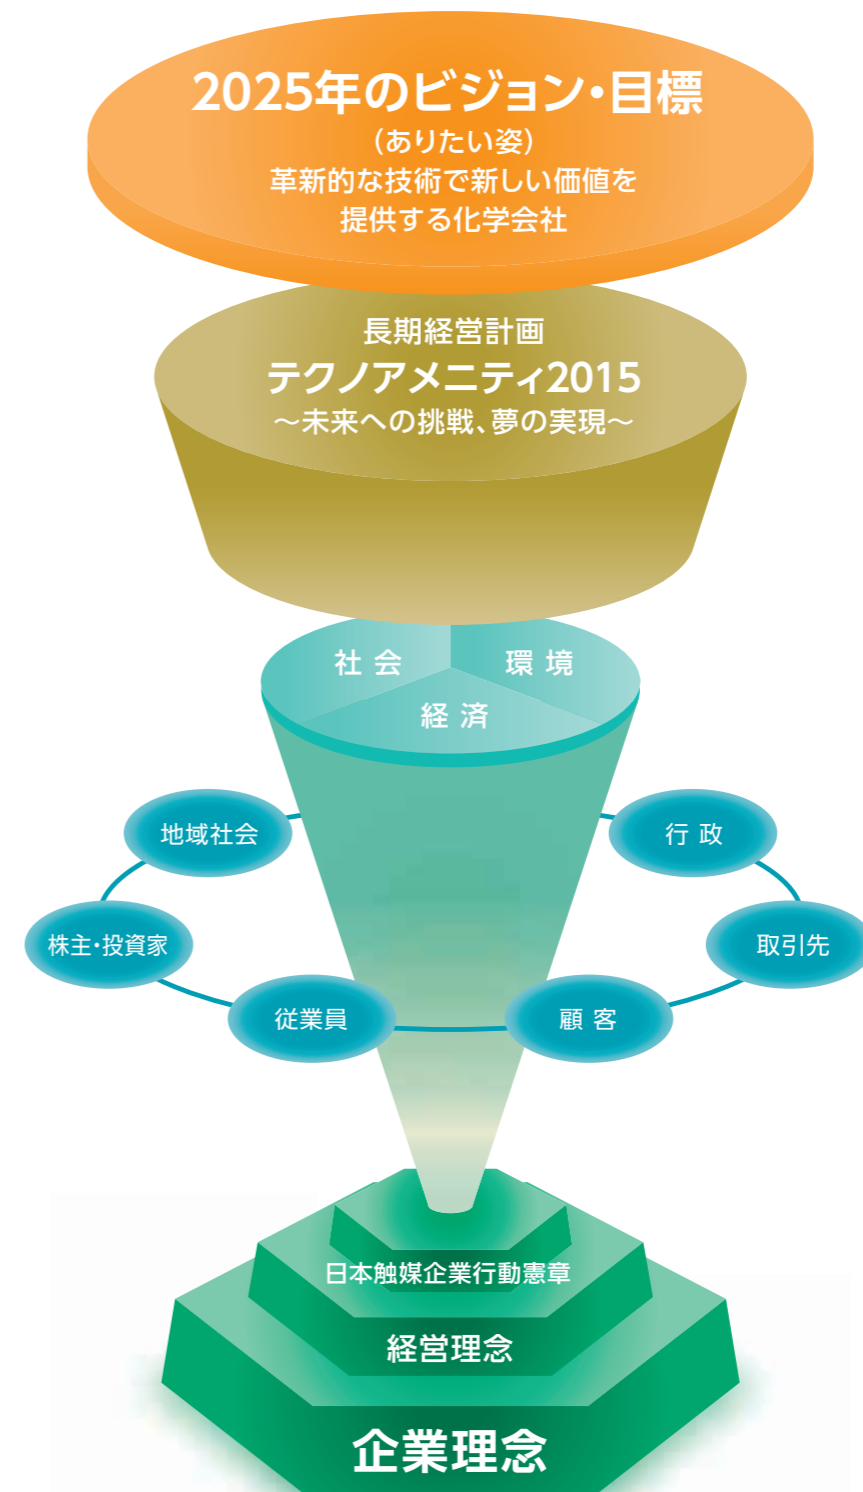 2025年のビジョン・目標
(ありたい姿)
革新的な技術で新しい価値を
提供する化学会社
長期経営計画
テクノアメニティ2015
～未来への挑戦、夢の実現～
社 会
環 境
経 済
地域社会
行 政
株主・投資家
取引先
従業員
顧 客
日本触媒企業行動憲章
経営理念
企業理念